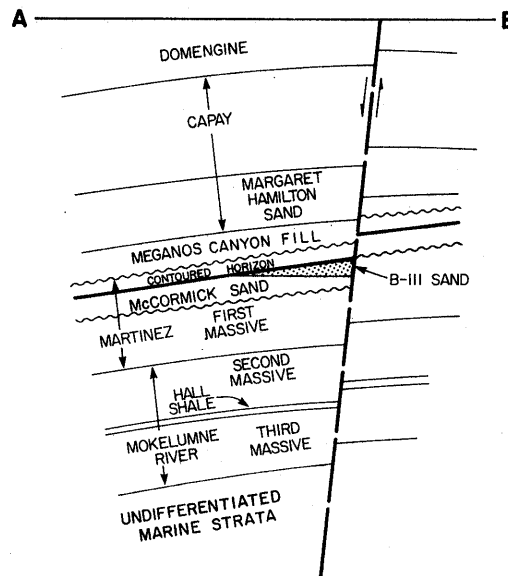 A
B
DOMENGINE
CAPAY
MARGARET
HAMILTON
SAND
MEGANOS CANYON FILL
CONTOURED HORIZON
B-III SAND
McCORMICK SAND
FIRST
MASSIVE
MARTINEZ
SECOND
MASSIVE
HALL
SHALE
MOKELUMNE
RIVER
THIRD
MASSIVE
UNDIFFERENTIATED
MARINE STRATA